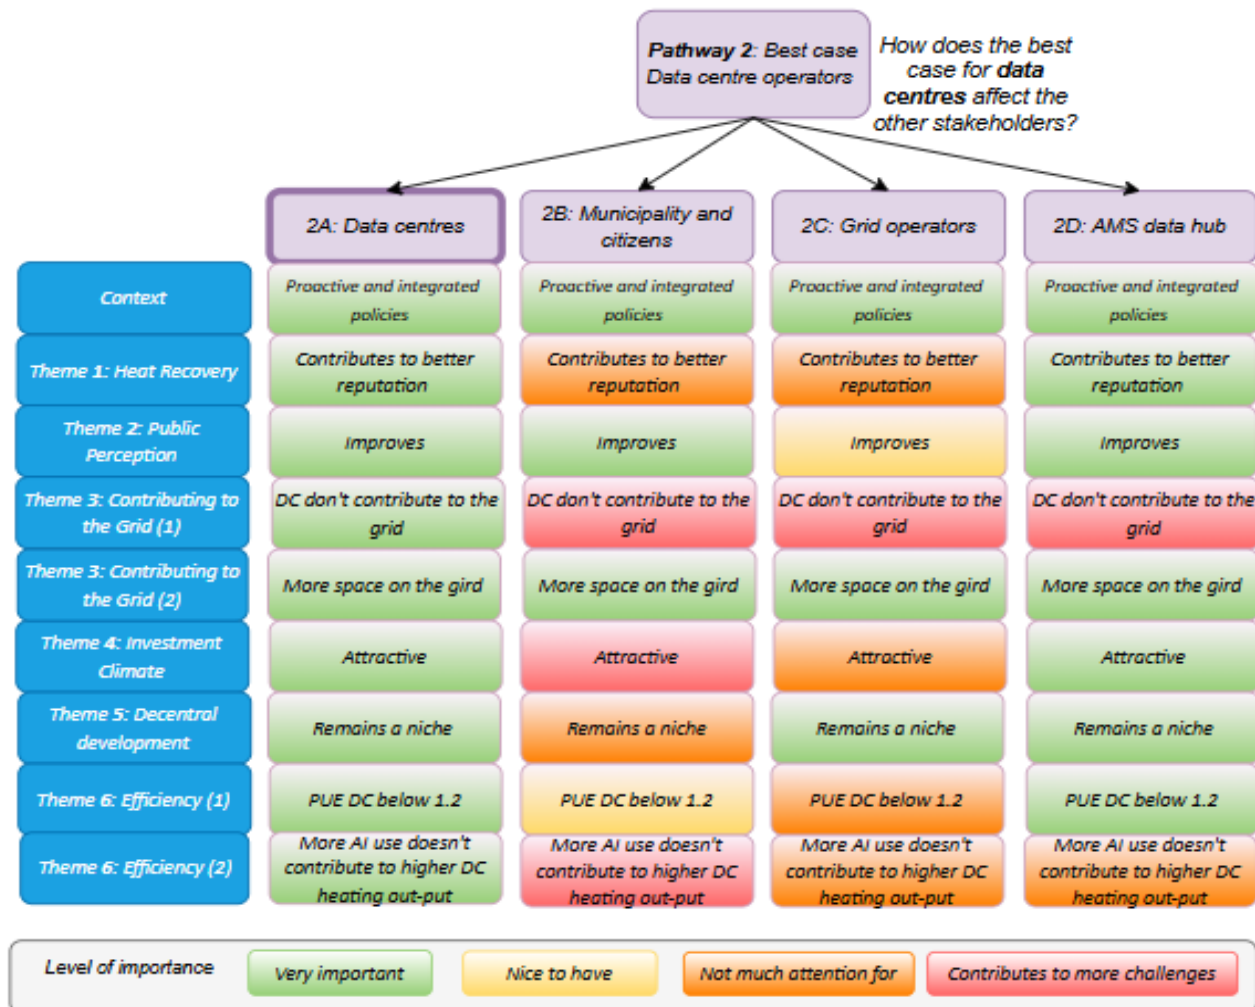 Pathway 2: Best case
Data centre operators
How does the best
case for data
centres affect the
other stakeholders?
2A: Data centres
2B: Municipality and
citizens
2C: Grid operators
2D: AMS data hub
Context
Proactive and integrated
policies
Proactive and integrated
policies
Proactive and integrated
policies
Proactive and integrated
policies
Theme 1: Heat Recovery
Contributes to better
reputation
Contributes to better
reputation
Contributes to better
reputation
Contributes to better
reputation
Theme 2: Public
Perception
Improves
Improves
Improves
Improves
Theme 3: Contributing to
the Grid (1)
DC don't contribute to the
grid
DC don't contribute to the
grid
DC don't contribute to the
grid
DC don't contribute to the
grid
Theme 3: Contributing to
the Grid (2)
More space on the gird
More space on the gird
More space on the gird
More space on the gird
Theme 4: Investment
Climate
Attractive
Attractive
Attractive
Attractive
Theme 5: Decentral
development
Remains a niche
Remains a niche
Remains a niche
Remains a niche
Theme 6: Efficiency (1)
PUE DC below 1.2
PUE DC below 1.2
PUE DC below 1.2
PUE DC below 1.2
Theme 6: Efficiency (2)
More AI use doesn't
contribute to higher DC
heating out-put
More AI use doesn't
contribute to higher DC
heating out-put
More AI use doesn't
contribute to higher DC
heating out-put
More AI use doesn't
contribute to higher DC
heating out-put
Level of importance
Very important
Nice to have
Not much attention for
Contributes to more challenges